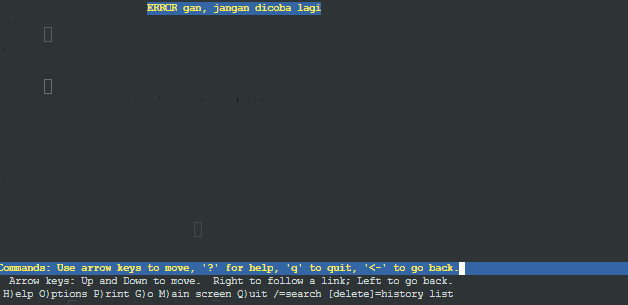 ERROR gan, jangan dicoba lagi
Commands: Use arrow keys to move, '?' for help, 'q' to quit, '<-' to go back.
Arrow keys: Up and Down to move.  Right to follow a link; Left to go back.
H)elp O)ptions P)rint G)o M)ain screen Q)uit /=search [delete]=history list